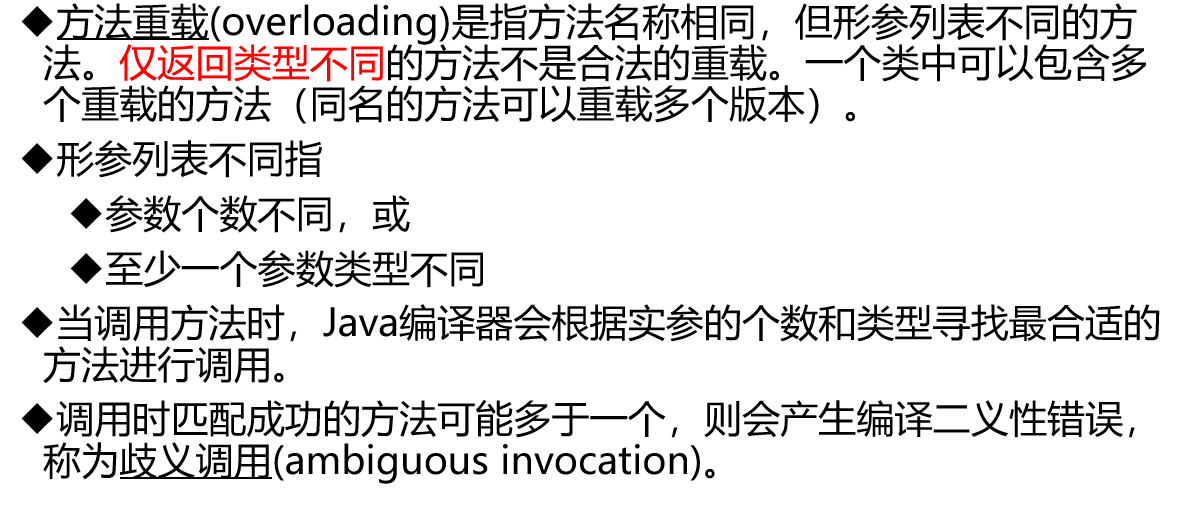 ◆方法重载(overloading)是指方法名称相同，但形参列表不同的方
法。仅返回类型不同的方法不是合法的重载。一个类中可以包含多
个重载的方法（同名的方法可以重载多个版本）。
◆形参列表不同指
◆参数个数不同，或
◆至少一个参数类型不同
◆当调用方法时，Java编译器会根据实参的个数和类型寻找最合适的
方法进行调用。
◆调用时匹配成功的方法可能多于一个，则会产生编译二义性错误，
称为歧义调用(ambiguous invocation)。